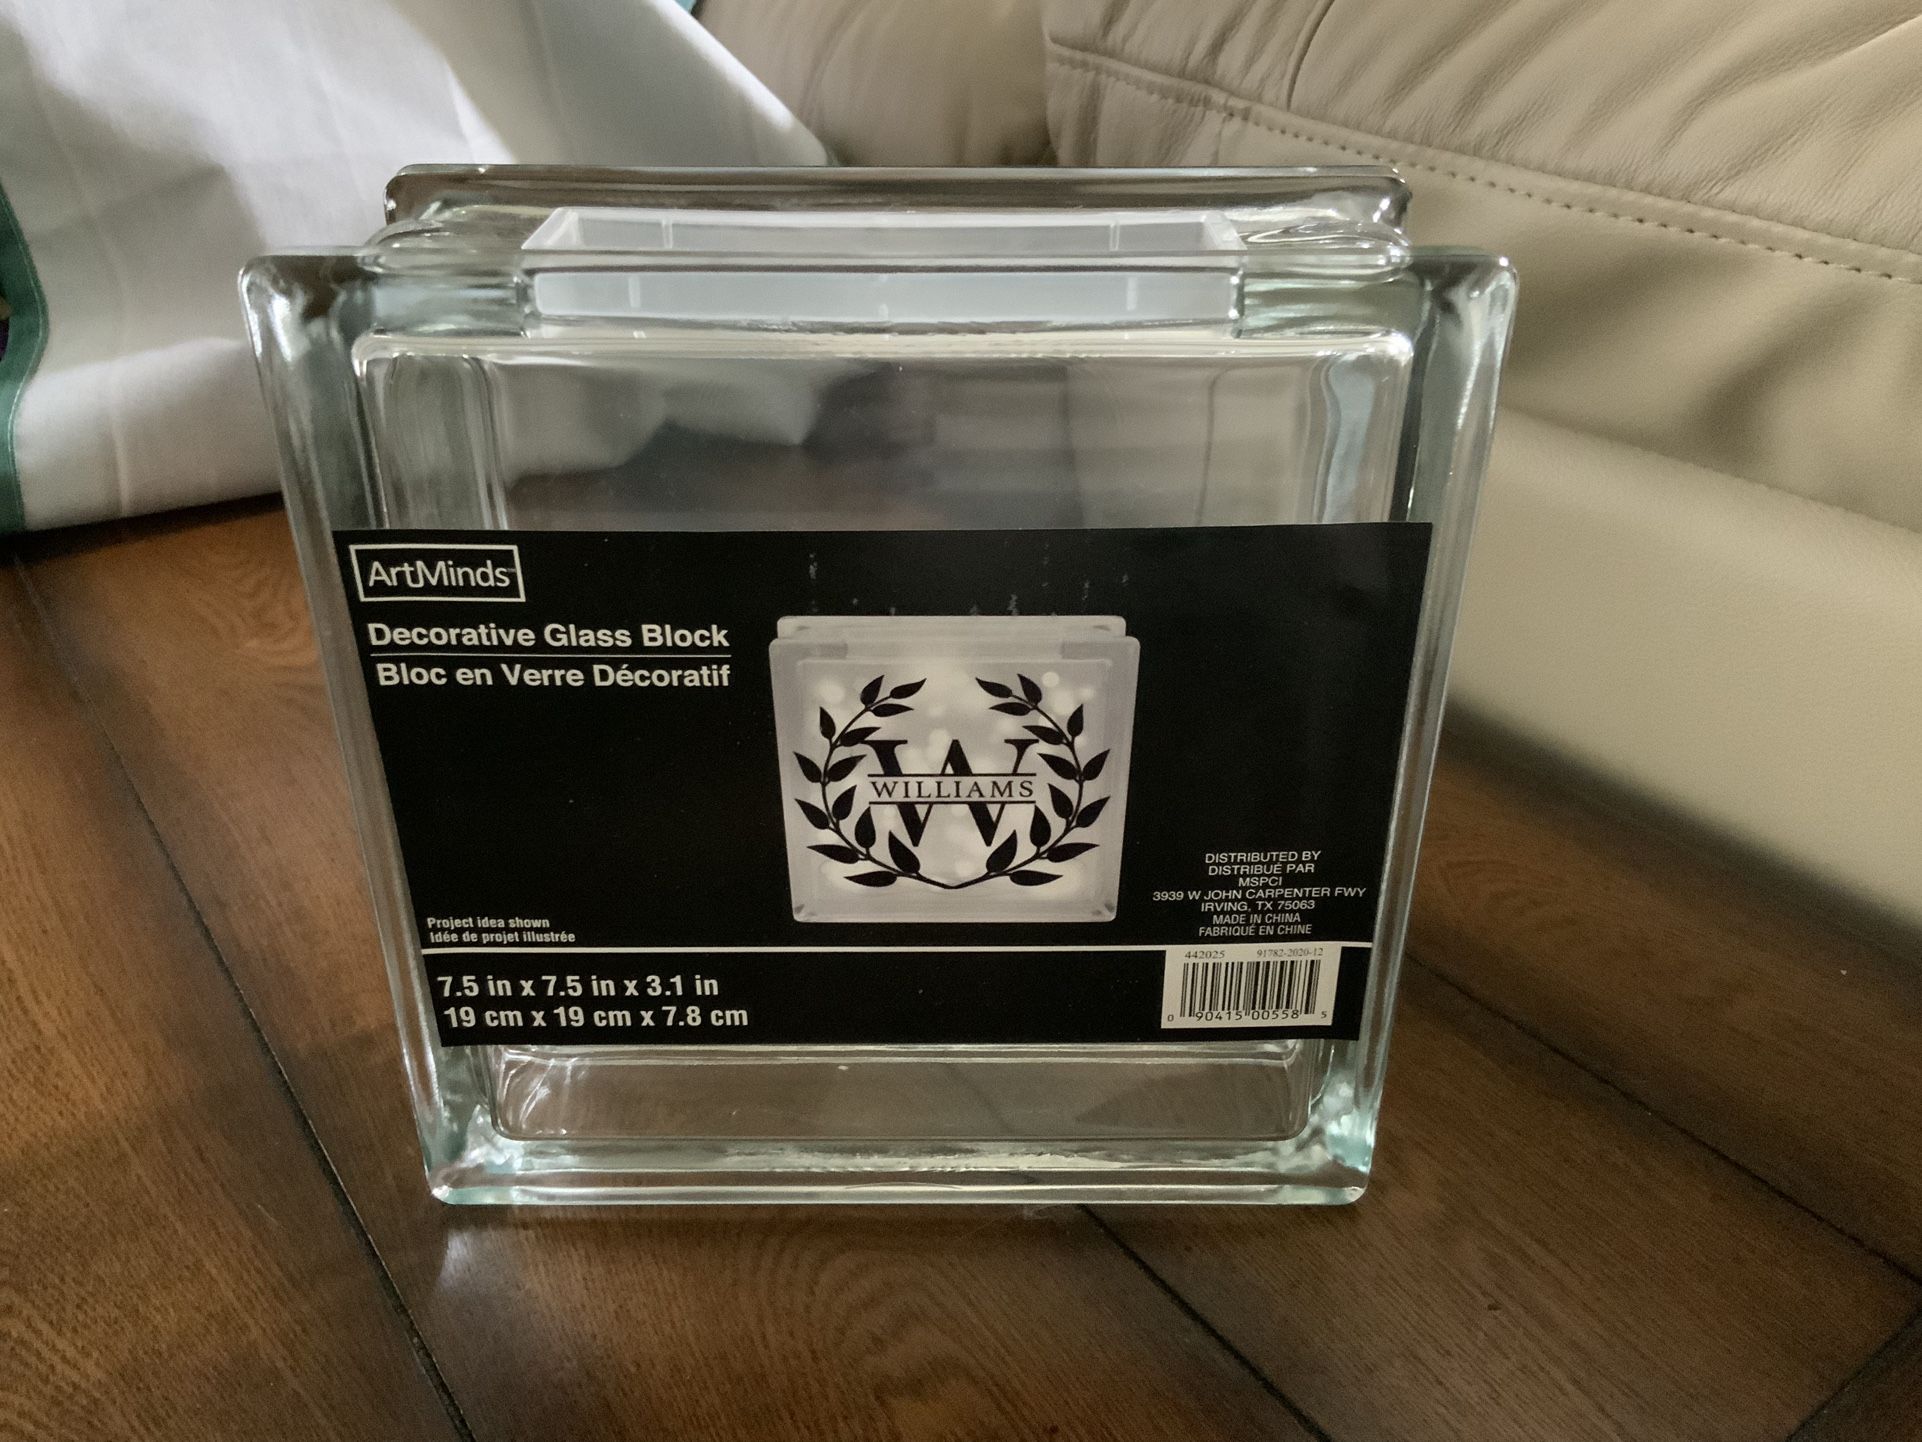 ArtMinds™
Decorative Glass Block
Bloc en Verre Décoratif
W
WILLIAMS
Project idea shown
Idée de projet illustrée
DISTRIBUTED BY
DISTRIBUÉ PAR
MSPCI
3939 W JOHN CARPENTER FWY
IRVING, TX 75063
MADE IN CHINA
FABRIQUÉ EN CHINE
7.5 in x 7.5 in x 3.1 in
19 cm x 19 cm x 7.8 cm
442025 91782-2020-12
0 90415 00558 5